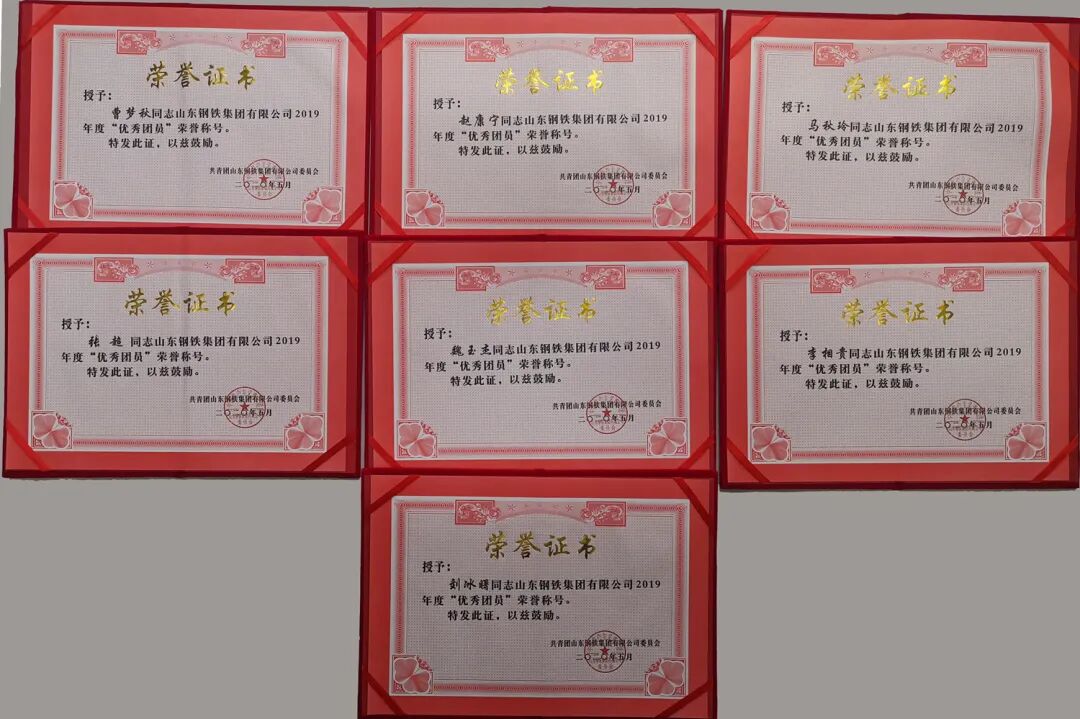 荣誉证书
授予：
曹梦秋同志山东钢铁集团有限公司2019
年度“优秀团员”荣誉称号。
特发此证，以兹鼓励。
共青团山东钢铁集团有限公司委员会
二〇二〇年五月
荣誉证书
授予：
赵康宇同志山东钢铁集团有限公司2019
年度“优秀团员”荣誉称号。
特发此证，以兹鼓励。
共青团山东钢铁集团有限公司委员会
二〇二〇年五月
荣誉证书
授予：
马秋玲同志山东钢铁集团有限公司2019
年度“优秀团员”荣誉称号。
特发此证，以兹鼓励。
共青团山东钢铁集团有限公司委员会
二〇二〇年五月
荣誉证书
授予：
张超同志山东钢铁集团有限公司2019
年度“优秀团员”荣誉称号。
特发此证，以兹鼓励。
共青团山东钢铁集团有限公司委员会
二〇二〇年五月
荣誉证书
授予：
魏玉杰同志山东钢铁集团有限公司2019
年度“优秀团员”荣誉称号。
特发此证，以兹鼓励。
共青团山东钢铁集团有限公司委员会
二〇二〇年五月
荣誉证书
授予：
李相贵同志山东钢铁集团有限公司2019
年度“优秀团员”荣誉称号。
特发此证，以兹鼓励。
共青团山东钢铁集团有限公司委员会
二〇二〇年五月
荣誉证书
授予：
刘冰曙同志山东钢铁集团有限公司2019
年度“优秀团员”荣誉称号。
特发此证，以兹鼓励。
共青团山东钢铁集团有限公司委员会
二〇二〇年五月